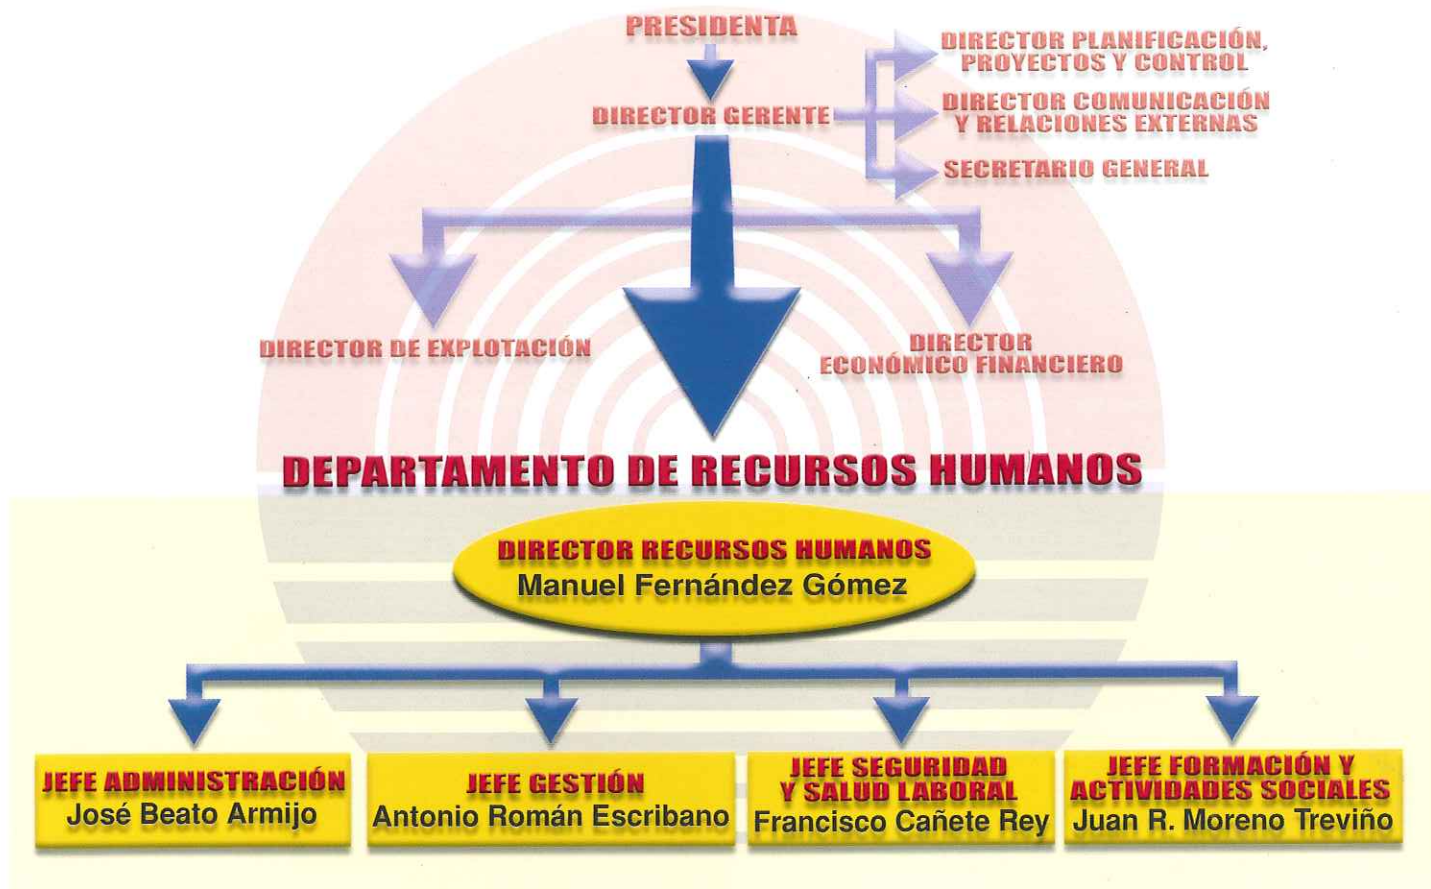 PRESIDENTA
DIRECTOR GERENTE
DIRECTOR PLANIFICACIÓN,
PROYECTOS Y CONTROL
DIRECTOR COMUNICACIÓN
Y RELACIONES EXTERNAS
SECRETARIO GENERAL
DIRECTOR DE EXPLOTACIÓN
DIRECTOR
ECONÓMICO FINANCIERO
DEPARTAMENTO DE RECURSOS HUMANOS
DIRECTOR RECURSOS HUMANOS
Manuel Fernández Gómez
JEFE ADMINISTRACIÓN
José Beato Armijo
JEFE GESTIÓN
Antonio Román Escribano
JEFE SEGURIDAD
Y SALUD LABORAL
Francisco Cañete Rey
JEFE FORMACIÓN Y
ACTIVIDADES SOCIALES
Juan R. Moreno Treviño